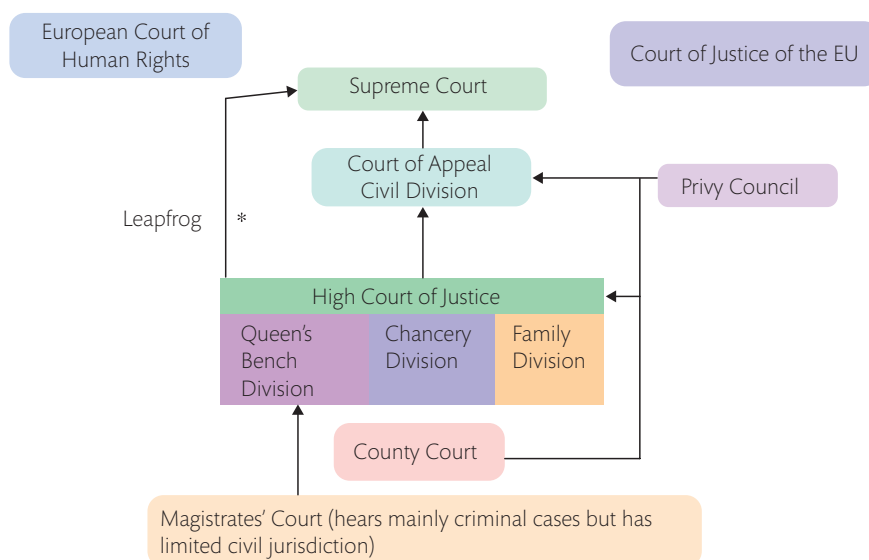 European Court of
Human Rights
Court of Justice of the EU
Supreme Court
Court of Appeal
Civil Division
Privy Council
Leapfrog *
High Court of Justice
Queen's
Bench
Division
Chancery
Division
Family
Division
County Court
Magistrates' Court (hears mainly criminal cases but has
limited civil jurisdiction)